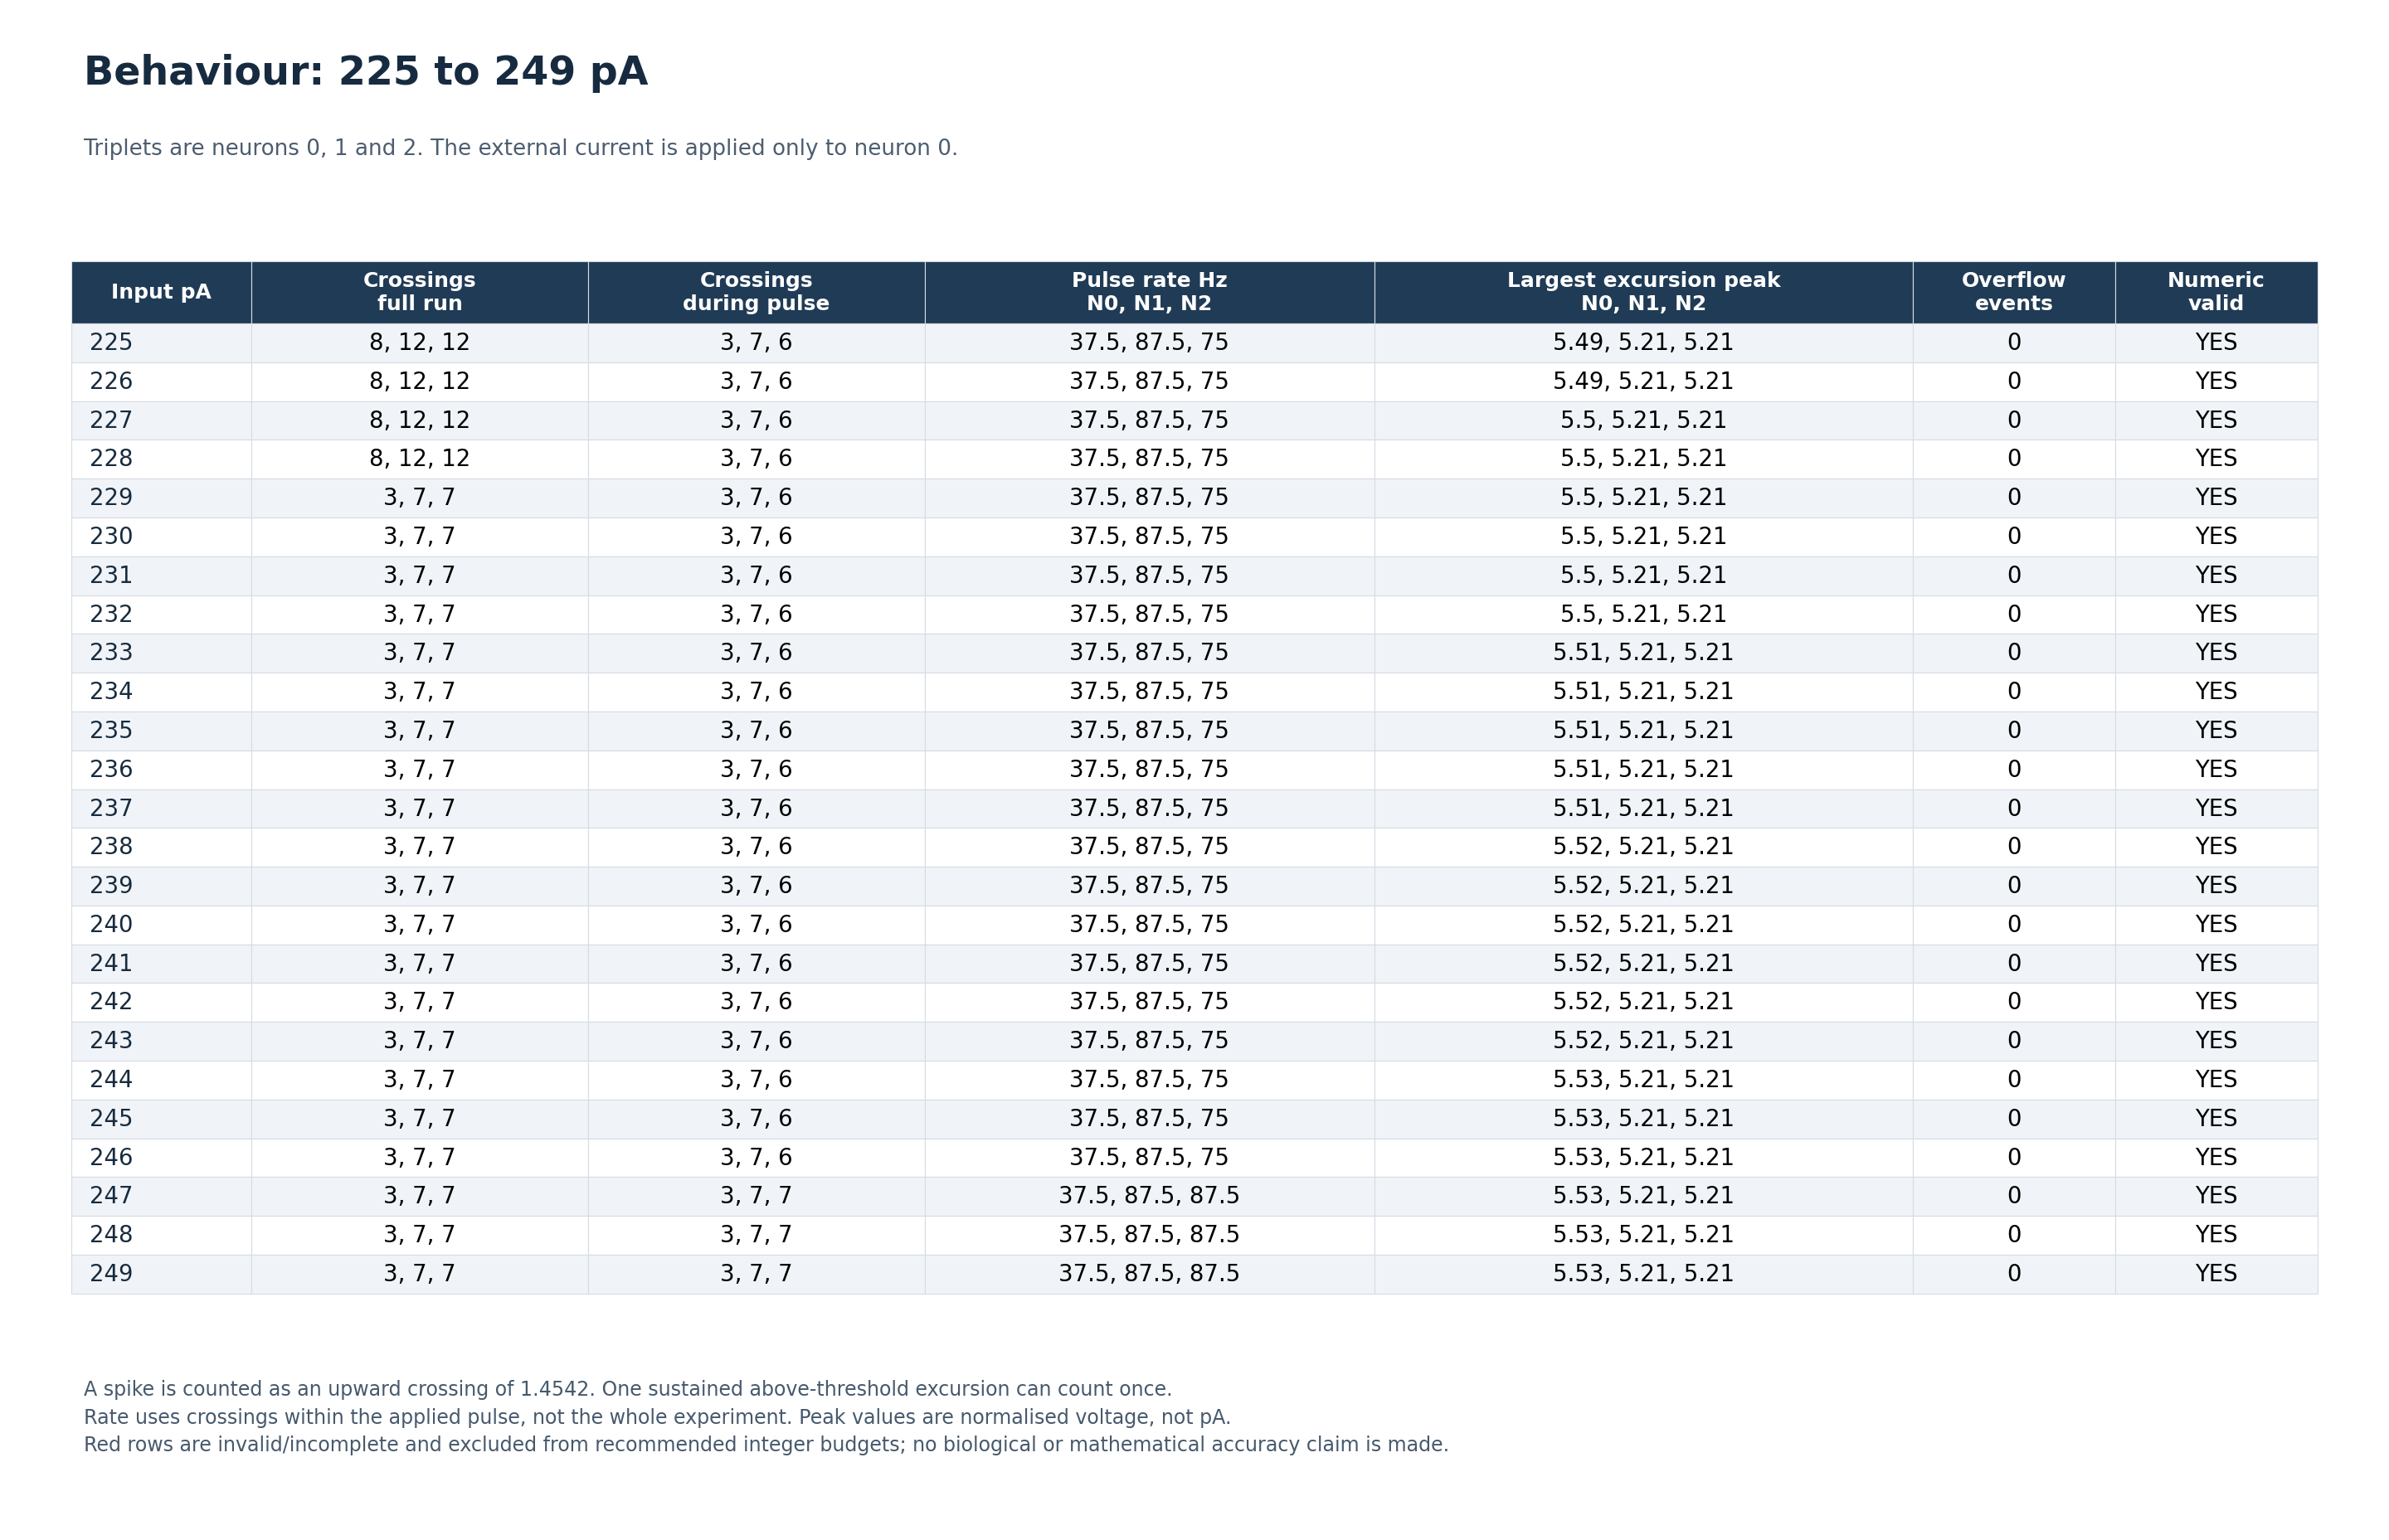 Behaviour: 225 to 249 pA
Triplets are neurons 0, 1 and 2. The external current is applied only to neuron 0.
Input pA Crossings full run Crossings during pulse Pulse rate Hz N0, N1, N2 Largest excursion peak N0, N1, N2 Overflow events Numeric valid
225 8, 12, 12 3, 7, 6 37.5, 87.5, 75 5.49, 5.21, 5.21 0 YES
226 8, 12, 12 3, 7, 6 37.5, 87.5, 75 5.49, 5.21, 5.21 0 YES
227 8, 12, 12 3, 7, 6 37.5, 87.5, 75 5.5, 5.21, 5.21 0 YES
228 8, 12, 12 3, 7, 6 37.5, 87.5, 75 5.5, 5.21, 5.21 0 YES
229 3, 7, 7 3, 7, 6 37.5, 87.5, 75 5.5, 5.21, 5.21 0 YES
230 3, 7, 7 3, 7, 6 37.5, 87.5, 75 5.5, 5.21, 5.21 0 YES
231 3, 7, 7 3, 7, 6 37.5, 87.5, 75 5.5, 5.21, 5.21 0 YES
232 3, 7, 7 3, 7, 6 37.5, 87.5, 75 5.5, 5.21, 5.21 0 YES
233 3, 7, 7 3, 7, 6 37.5, 87.5, 75 5.51, 5.21, 5.21 0 YES
234 3, 7, 7 3, 7, 6 37.5, 87.5, 75 5.51, 5.21, 5.21 0 YES
235 3, 7, 7 3, 7, 6 37.5, 87.5, 75 5.51, 5.21, 5.21 0 YES
236 3, 7, 7 3, 7, 6 37.5, 87.5, 75 5.51, 5.21, 5.21 0 YES
237 3, 7, 7 3, 7, 6 37.5, 87.5, 75 5.51, 5.21, 5.21 0 YES
238 3, 7, 7 3, 7, 6 37.5, 87.5, 75 5.52, 5.21, 5.21 0 YES
239 3, 7, 7 3, 7, 6 37.5, 87.5, 75 5.52, 5.21, 5.21 0 YES
240 3, 7, 7 3, 7, 6 37.5, 87.5, 75 5.52, 5.21, 5.21 0 YES
241 3, 7, 7 3, 7, 6 37.5, 87.5, 75 5.52, 5.21, 5.21 0 YES
242 3, 7, 7 3, 7, 6 37.5, 87.5, 75 5.52, 5.21, 5.21 0 YES
243 3, 7, 7 3, 7, 6 37.5, 87.5, 75 5.52, 5.21, 5.21 0 YES
244 3, 7, 7 3, 7, 6 37.5, 87.5, 75 5.53, 5.21, 5.21 0 YES
245 3, 7, 7 3, 7, 6 37.5, 87.5, 75 5.53, 5.21, 5.21 0 YES
246 3, 7, 7 3, 7, 6 37.5, 87.5, 75 5.53, 5.21, 5.21 0 YES
247 3, 7, 7 3, 7, 7 37.5, 87.5, 87.5 5.53, 5.21, 5.21 0 YES
248 3, 7, 7 3, 7, 7 37.5, 87.5, 87.5 5.53, 5.21, 5.21 0 YES
249 3, 7, 7 3, 7, 7 37.5, 87.5, 87.5 5.53, 5.21, 5.21 0 YES
A spike is counted as an upward crossing of 1.4542. One sustained above-threshold excursion can count once.
Rate uses crossings within the applied pulse, not the whole experiment. Peak values are normalised voltage, not pA.
Red rows are invalid/incomplete and excluded from recommended integer budgets; no biological or mathematical accuracy claim is made.